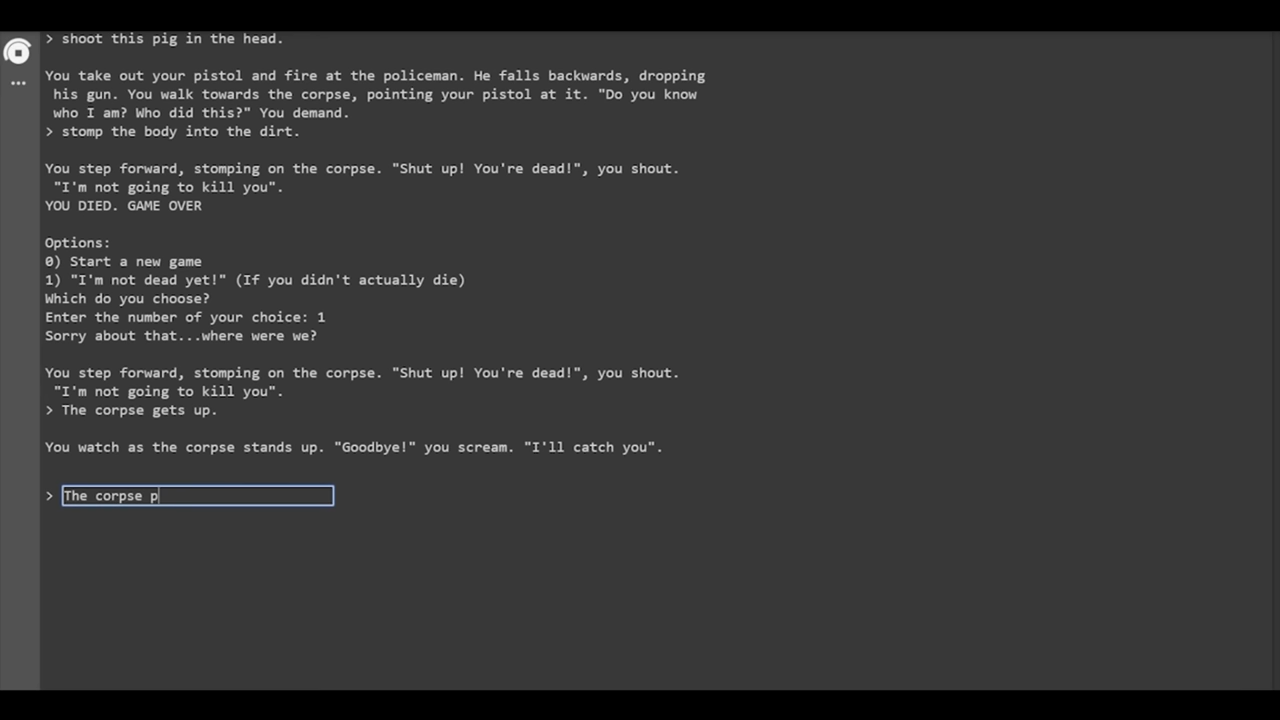 > shoot this pig in the head.
You take out your pistol and fire at the policeman. He falls backwards, dropping
his gun. You walk towards the corpse, pointing your pistol at it. "Do you know
who I am? Who did this?" You demand.
> stomp the body into the dirt.
You step forward, stomping on the corpse. "Shut up! You're dead!", you shout.
"I'm not going to kill you".
YOU DIED. GAME OVER
Options:
0) Start a new game
1) "I'm not dead yet!" (If you didn't actually die)
Which do you choose?
Enter the number of your choice: 1
Sorry about that...where were we?
You step forward, stomping on the corpse. "Shut up! You're dead!", you shout.
"I'm not going to kill you".
> The corpse gets up.
You watch as the corpse stands up. "Goodbye!" you scream. "I'll catch you".
> The corpse p